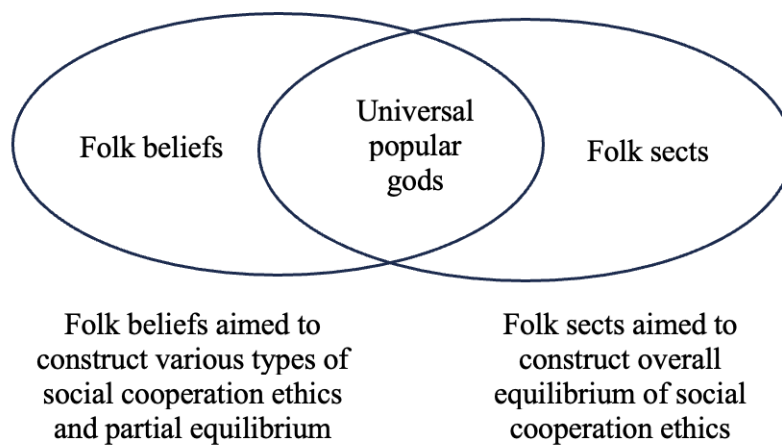 Folk beliefs
Universal
popular
gods
Folk sects
Folk beliefs aimed to
construct various types of
social cooperation ethics
and partial equilibrium
Folk sects aimed to
construct overall
equilibrium of social
cooperation ethics